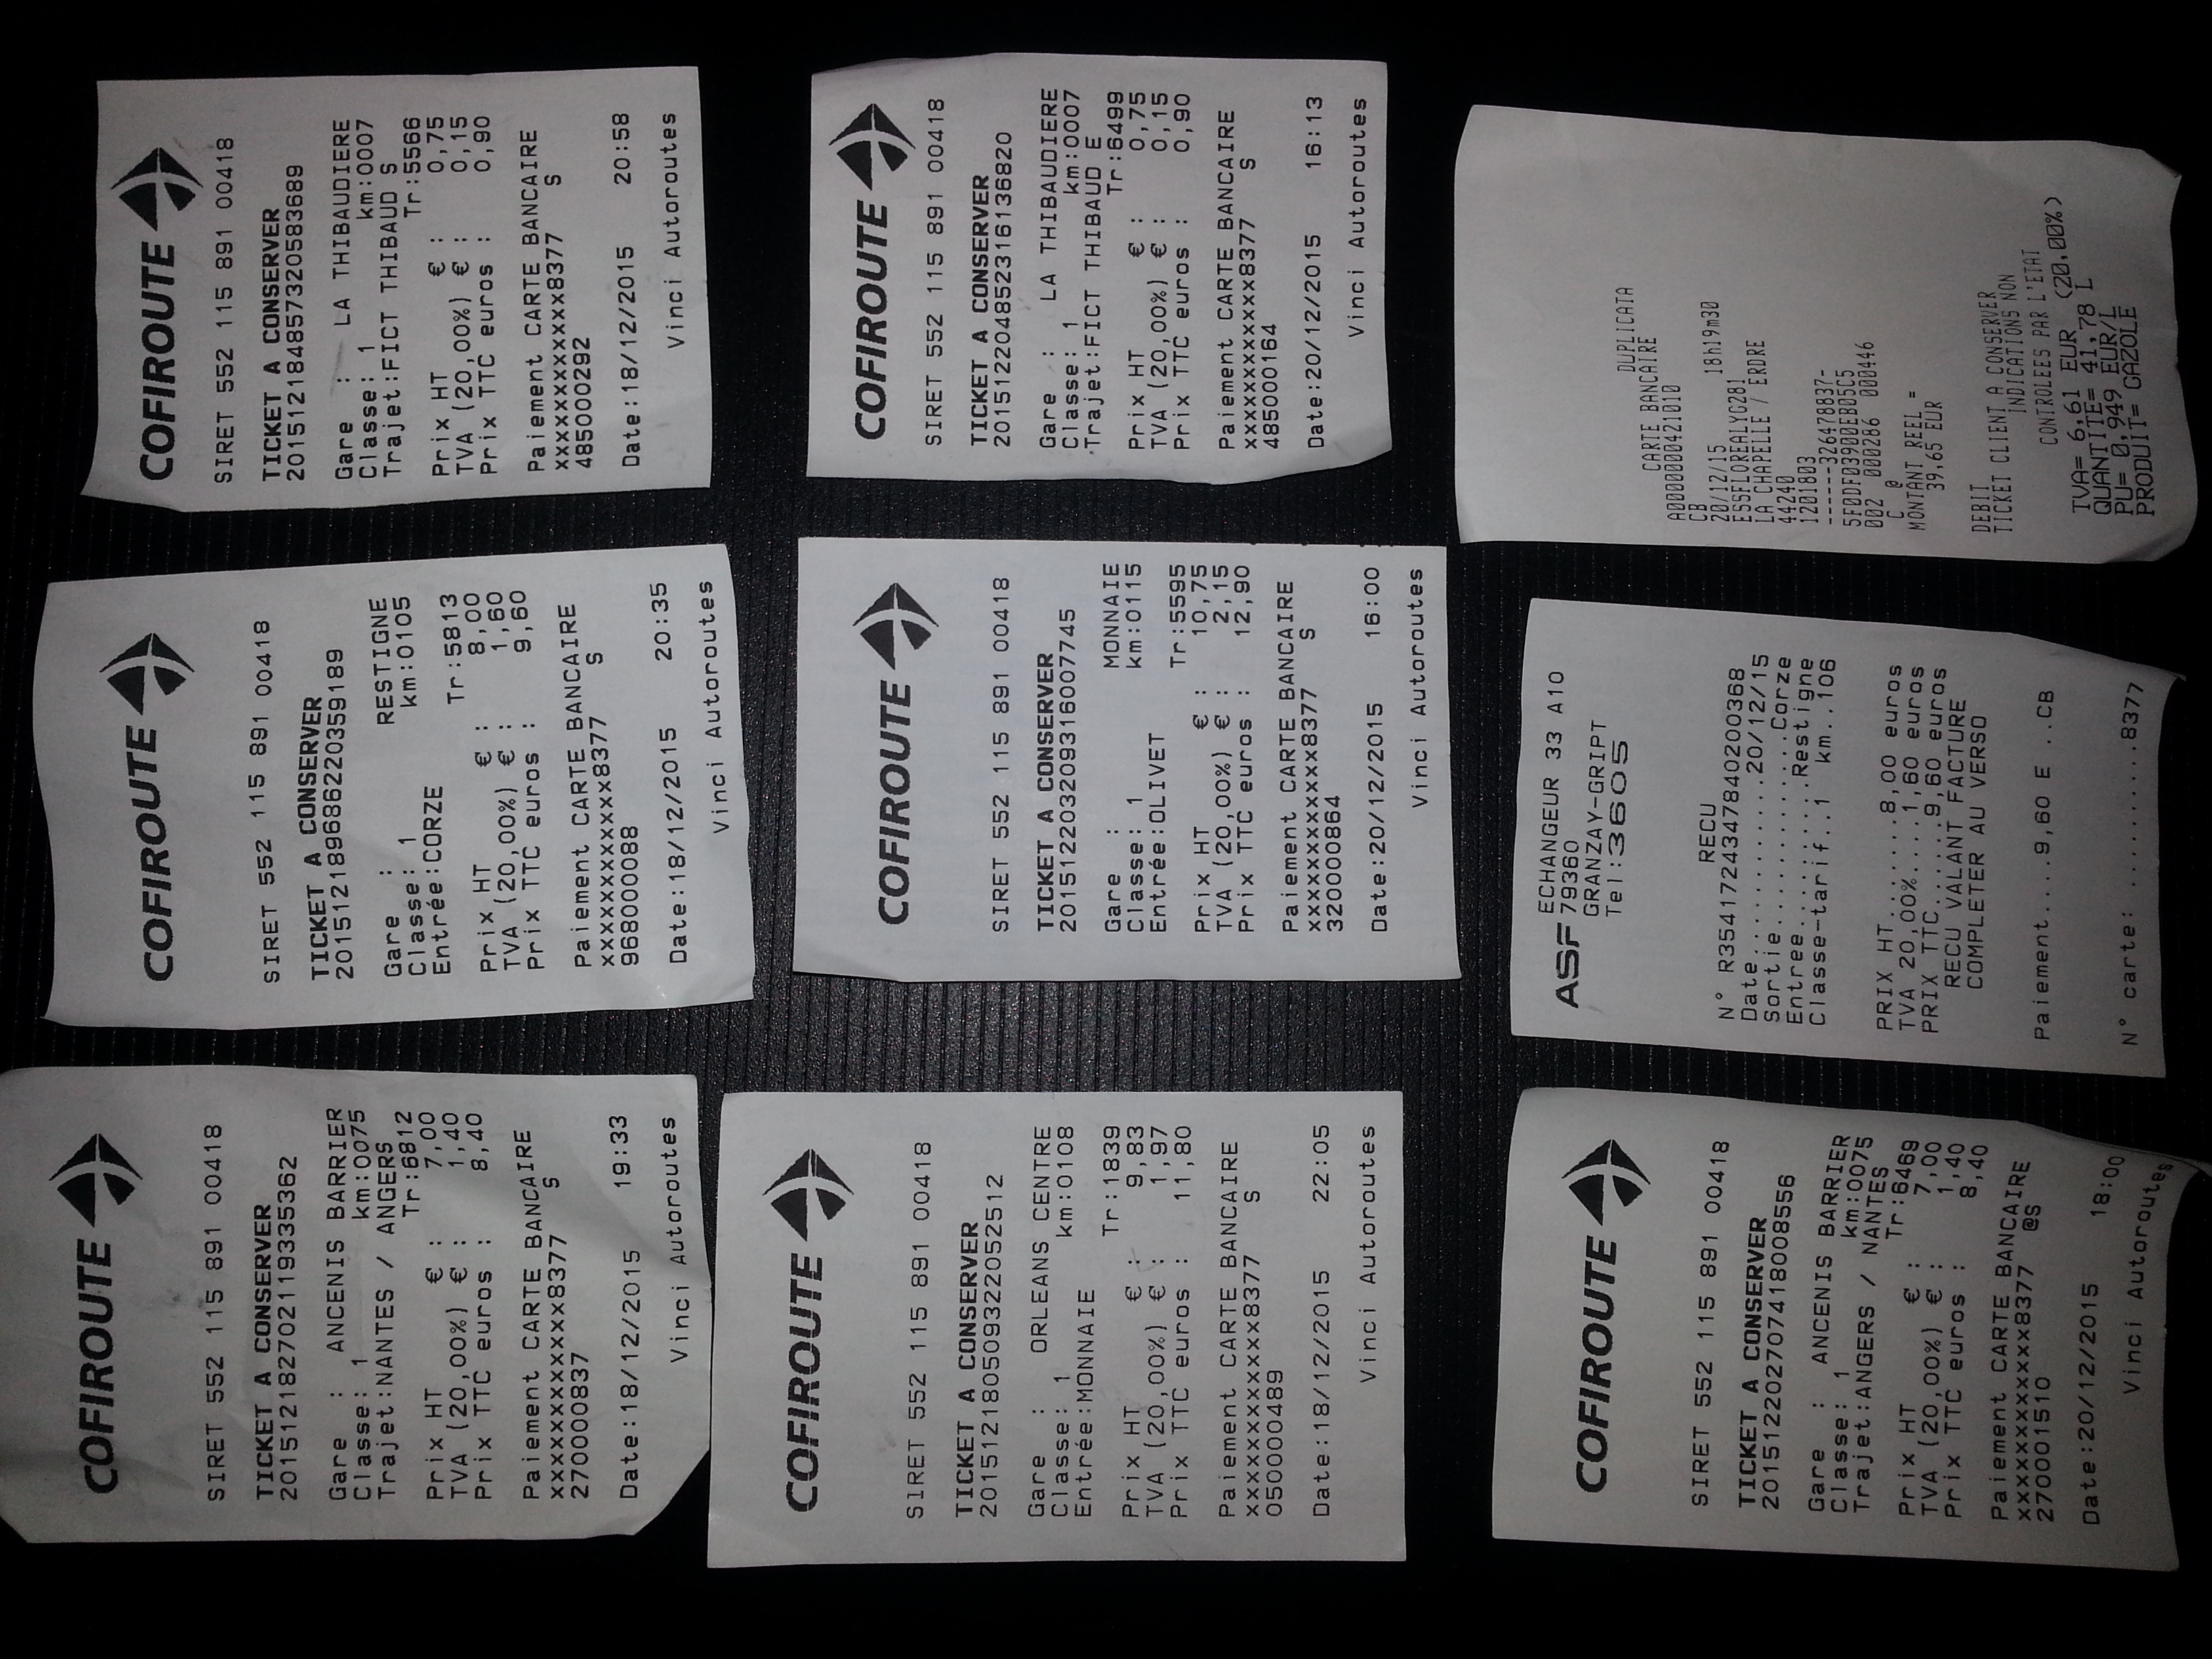 COFIROUTE
SIRET 552 115 891 00418
TICKET A CONSERVER
201512182702119335362
Gare : ANCENIS BARRIER
Classe:1 km:0075
Trajet:NANTES / ANGERS
Tr:6812
Prix HT € : 7,00
TVA (20,00%) € : 1,40
Prix TTC euros : 8,40
Paiement CARTE BANCAIRE
xxxxxxxxxxxx8377 S
270000837
Date:18/12/2015 19:33
Vinci Autoroutes
COFIROUTE
SIRET 552 115 891 00418
TICKET A CONSERVER
201512189686220359189
Gare : RESTIGNE
Classe:1 km:0105
Entrée:CORZE
Tr:5813
Prix HT € : 8,00
TVA (20,00%) € : 1,60
Prix TTC euros : 9,60
Paiement CARTE BANCAIRE
xxxxxxxxxxxx8377 S
968000088
Date:18/12/2015 20:35
Vinci Autoroutes
COFIROUTE
SIRET 552 115 891 00418
TICKET A CONSERVER
201512184857320583689
Gare : LA THIBAUDIERE
Classe:1 km:0007
Trajet:FICT THIBAUD S
Tr:5566
Prix HT € : 0,75
TVA (20,00%) € : 0,15
Prix TTC euros : 0,90
Paiement CARTE BANCAIRE
xxxxxxxxxxxx8377 S
485000292
Date:18/12/2015 20:58
Vinci Autoroutes
COFIROUTE
SIRET 552 115 891 00418
TICKET A CONSERVER
201512180509322052512
Gare : ORLEANS CENTRE
Classe:1 km:0108
Entrée:MONNAIE
Tr:1839
Prix HT € : 9,83
TVA (20,00%) € : 1,97
Prix TTC euros : 11,80
Paiement CARTE BANCAIRE
xxxxxxxxxxxx8377 S
050000489
Date:18/12/2015 22:05
Vinci Autoroutes
COFIROUTE
SIRET 552 115 891 00418
TICKET A CONSERVER
201512203209316007745
Gare : MONNAIE
Classe:1 km:0115
Entrée:OLIVET
Tr:5595
Prix HT € : 10,75
TVA (20,00%) € : 2,15
Prix TTC euros : 12,90
Paiement CARTE BANCAIRE
xxxxxxxxxxxx8377 S
320000864
Date:20/12/2015 16:00
Vinci Autoroutes
COFIROUTE
SIRET 552 115 891 00418
TICKET A CONSERVER
201512204852316136820
Gare : LA THIBAUDIERE
Classe:1 km:0007
Trajet:FICT THIBAUD E
Tr:6499
Prix HT € : 0,75
TVA (20,00%) € : 0,15
Prix TTC euros : 0,90
Paiement CARTE BANCAIRE
xxxxxxxxxxxx8377 S
485000164
Date:20/12/2015 16:13
Vinci Autoroutes
COFIROUTE
SIRET 552 115 891 00418
TICKET A CONSERVER
201512202707418008556
Gare : ANCENIS BARRIER
Classe:1 km:0075
Trajet:ANGERS / NANTES
Tr:6469
Prix HT € : 7,00
TVA (20,00%) € : 1,40
Prix TTC euros : 8,40
Paiement CARTE BANCAIRE
xxxxxxxxxxxx8377 @S
270001510
Date:20/12/2015 18:00
Vinci Autoroutes
ECHANGEUR 33 A10
ASF 79360
GRANZAY-GRIPT
Tel:3605
RECU
N° R35417243478402 00368
Date...........20/12/15
Sortie............Corze
Entree.........Restigne
Classe-tarif..1 km..106
PRIX HT.......8,00 euros
TVA 20,00%....1,60 euros
PRIX TTC......9,60 euros
RECU VALANT FACTURE
COMPLETER AU VERSO
Paiement....9,60 E ..CB
N° carte: ..........8377
DUPLICATA
CARTE BANCAIRE
A0000000421010
CB
20/12/15 18h19m30
ESSFLOREALYG281
LA CHAPELLE / ERDRE
44240
1201803
------326478837-
5F0DF03900EB05C5
002 000286 000446
C @
MONTANT REEL =
39,65 EUR
DEBIT
TICKET CLIENT A CONSERVER
INDICATIONS NON
CONTROLEES PAR L'ETAT
TVA= 6,61 EUR (20,00%)
QUANTITE= 41,78 L
PU= 0,949 EUR/L
PRODUIT= GAZOLE